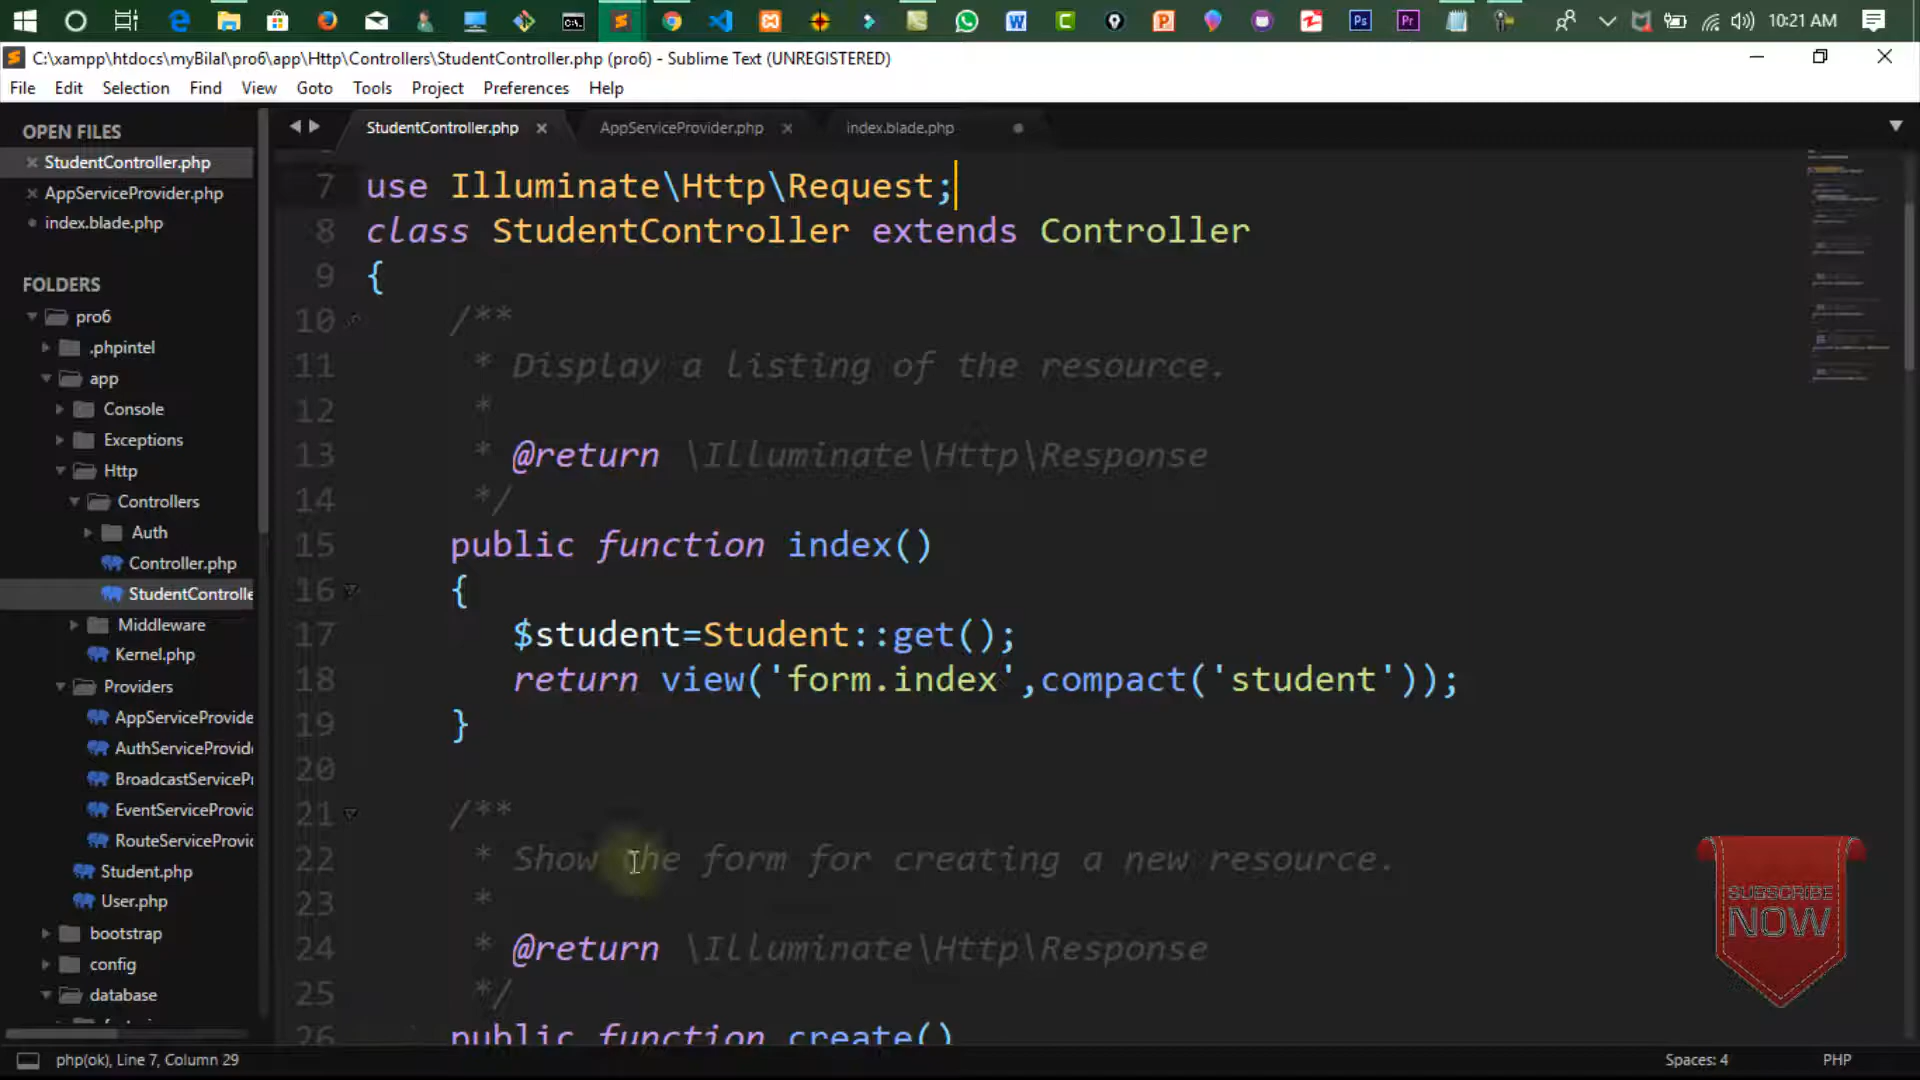 10:21 AM
C:\xampp\htdocs\myBilal\pro6\app\Http\Controllers\StudentController.php (pro6) - Sublime Text (UNREGISTERED)
File Edit Selection Find View Goto Tools Project Preferences Help
OPEN FILES
StudentController.php
AppServiceProvider.php
index.blade.php
FOLDERS
pro6
.phpintel
app
Console
Exceptions
Http
Controllers
Auth
Controller.php
StudentControlle
Middleware
Kernel.php
Providers
AppServiceProvide
AuthServiceProvid
BroadcastServiceP
EventServiceProvid
RouteServiceProvid
Student.php
User.php
bootstrap
config
database
StudentController.php AppServiceProvider.php index.blade.php
7 use Illuminate\Http\Request;
8 class StudentController extends Controller
9 {
10 /**
11 * Display a listing of the resource.
12 *
13 * @return \Illuminate\Http\Response
14 */
15 public function index()
16 {
17 $student=Student::get();
18 return view('form.index',compact('student'));
19 }
20
21 /**
22 * Show the form for creating a new resource.
23 *
24 * @return \Illuminate\Http\Response
25 */
26 public function create()
SUBSCRIBE
NOW
php(ok), Line 7, Column 29
Spaces: 4
PHP